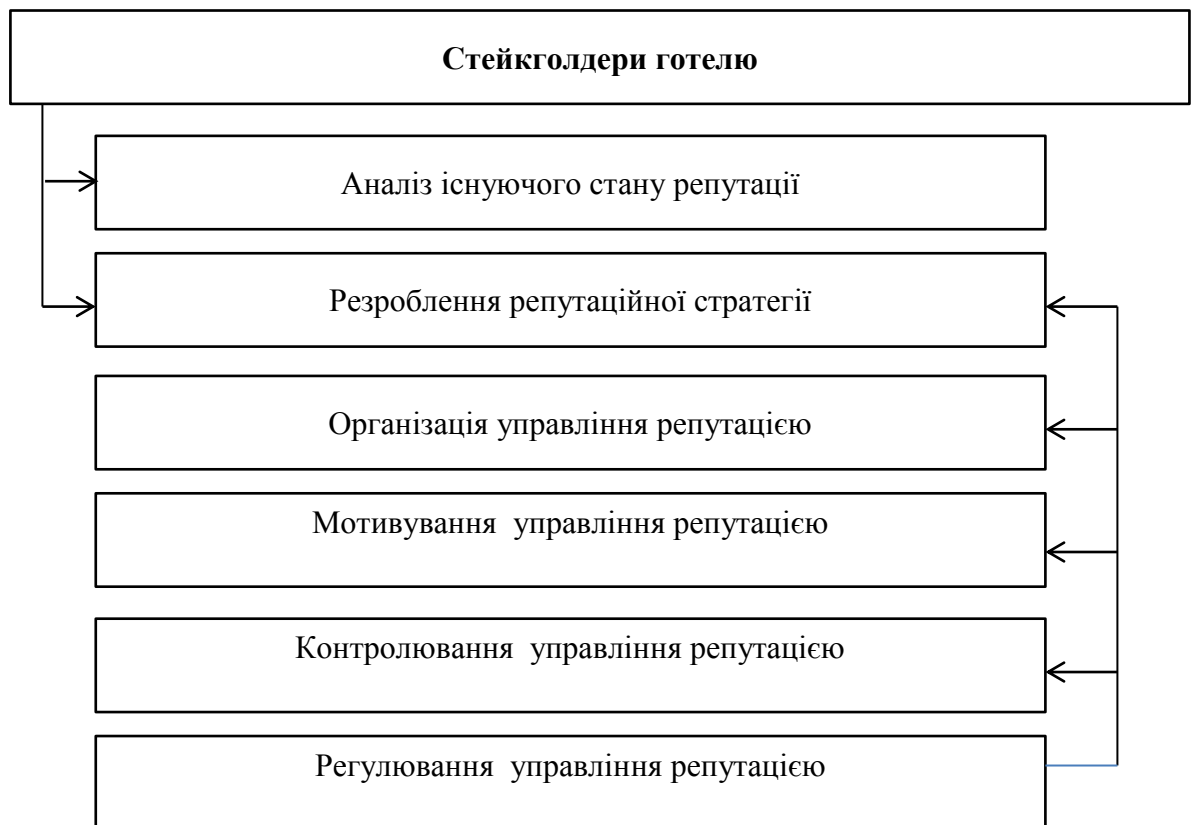 Стейкголдери готелю
Аналіз існуючого стану репутації
Резроблення репутаційної стратегії
Організація управління репутацією
Мотивування  управління репутацією
Контролювання  управління репутацією
Регулювання  управління репутацією